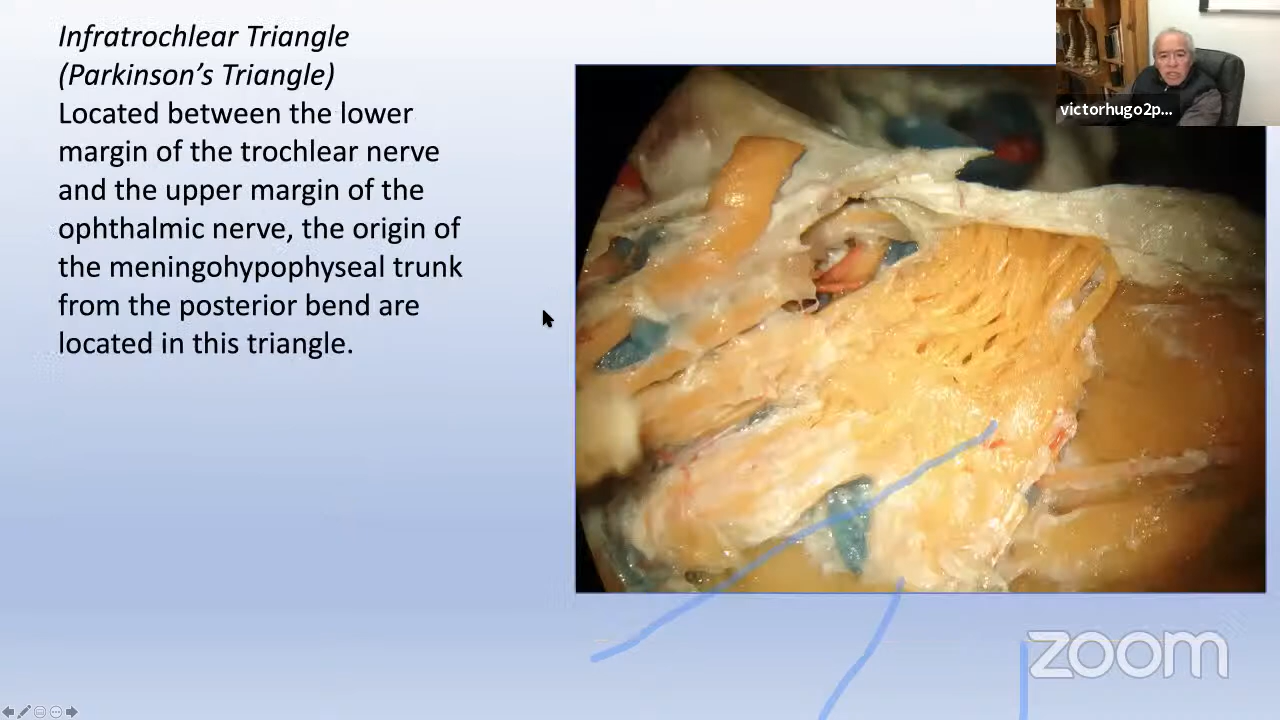 Infratrochlear Triangle
(Parkinson’s Triangle)
Located between the lower
margin of the trochlear nerve
and the upper margin of the
ophthalmic nerve, the origin of
the meningohypophyseal trunk
from the posterior bend are
located in this triangle.
victorhugo2p...
zoom